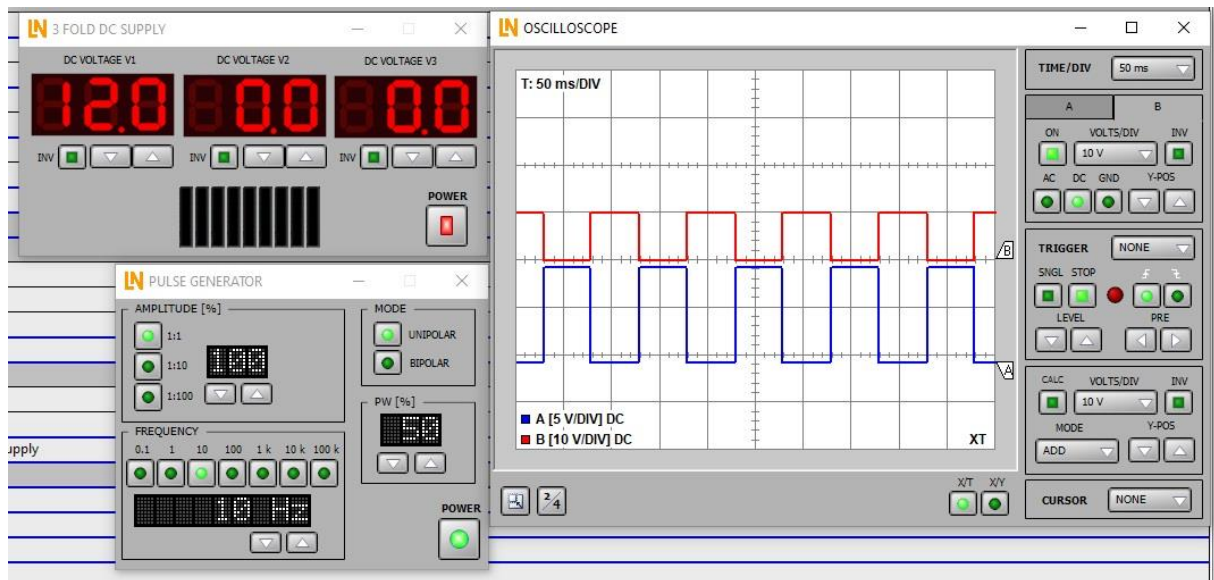 LN 3 FOLD DC SUPPLY
DC VOLTAGE V1 DC VOLTAGE V2 DC VOLTAGE V3
12.0 0.0 0.0
INV INV INV
POWER
LN PULSE GENERATOR
AMPLITUDE [%]
1:1
1:10
1:100
100
MODE
UNIPOLAR
BIPOLAR
PW [%]
50
FREQUENCY
0.1 1 10 100 1 k 10 k 100 k
10 Hz
POWER
upply
LN OSCILLOSCOPE
T: 50 ms/DIV
B
A
A [5 V/DIV] DC
B [10 V/DIV] DC
XT
2/4
X/T X/Y
TIME/DIV 50 ms
A B
ON VOLTS/DIV INV
10 V
AC DC GND Y-POS
TRIGGER NONE
SNGL STOP
LEVEL PRE
CALC VOLTS/DIV INV
10 V
MODE Y-POS
ADD
CURSOR NONE